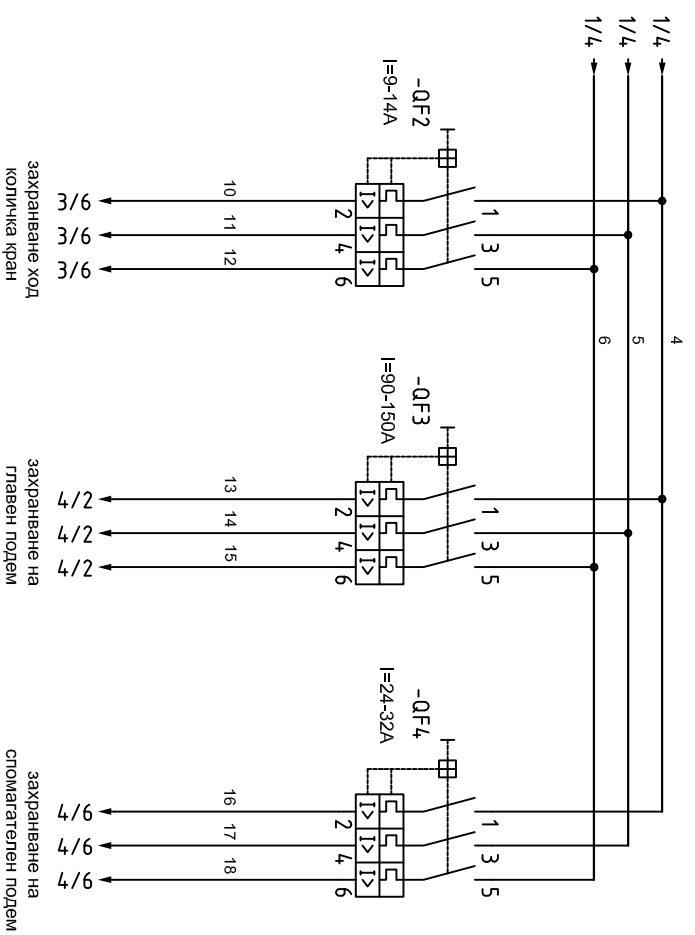 4
1/4
5
1/4
6
1/4
1 3 5
1 3 5
1 3 5
-QF2
I=9-14A
-QF3
I=90-150A
-QF4
I=24-32A
I> I> I>
I> I> I>
I> I> I>
2 4 6
2 4 6
2 4 6
10 11 12
13 14 15
16 17 18
3/6 3/6 3/6
4/2 4/2 4/2
4/6 4/6 4/6
захранване ход
количка кран
захранване на
главен подем
захранване на
спомагателен подем